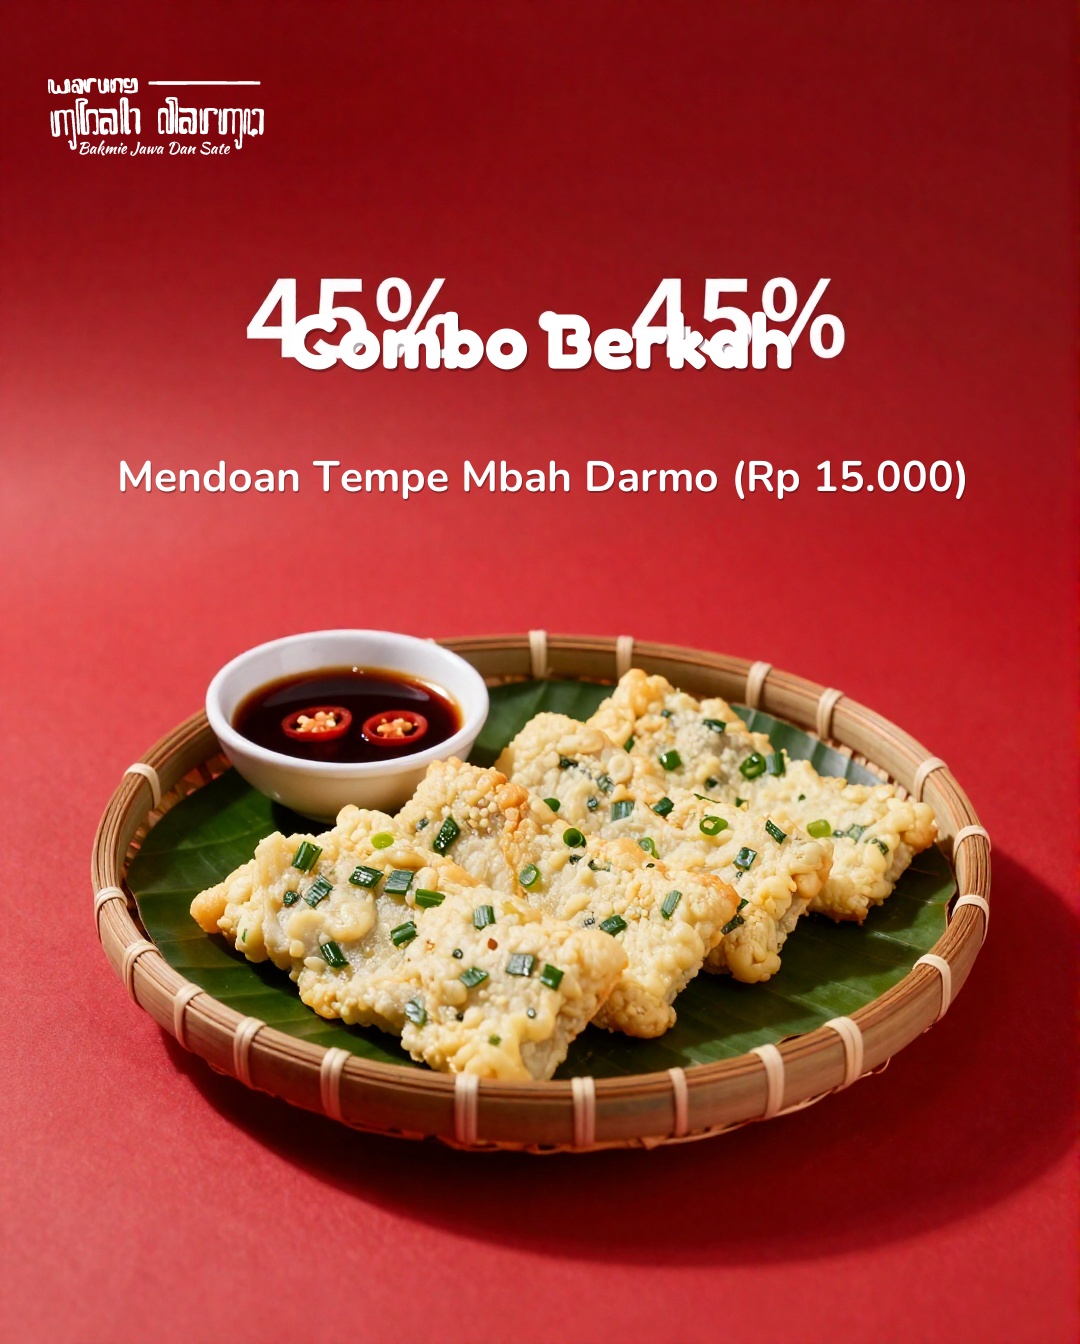 warung
mbah darmo
Bakmie Jawa Dan Sate
45% - 45%
Combo Berkah
Mendoan Tempe Mbah Darmo (Rp 15.000)